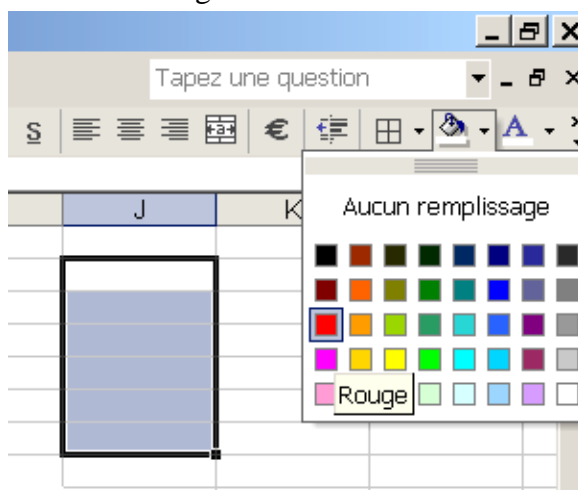 Tapez une question
S
€
A
J
K
Aucun remplissage
Rouge